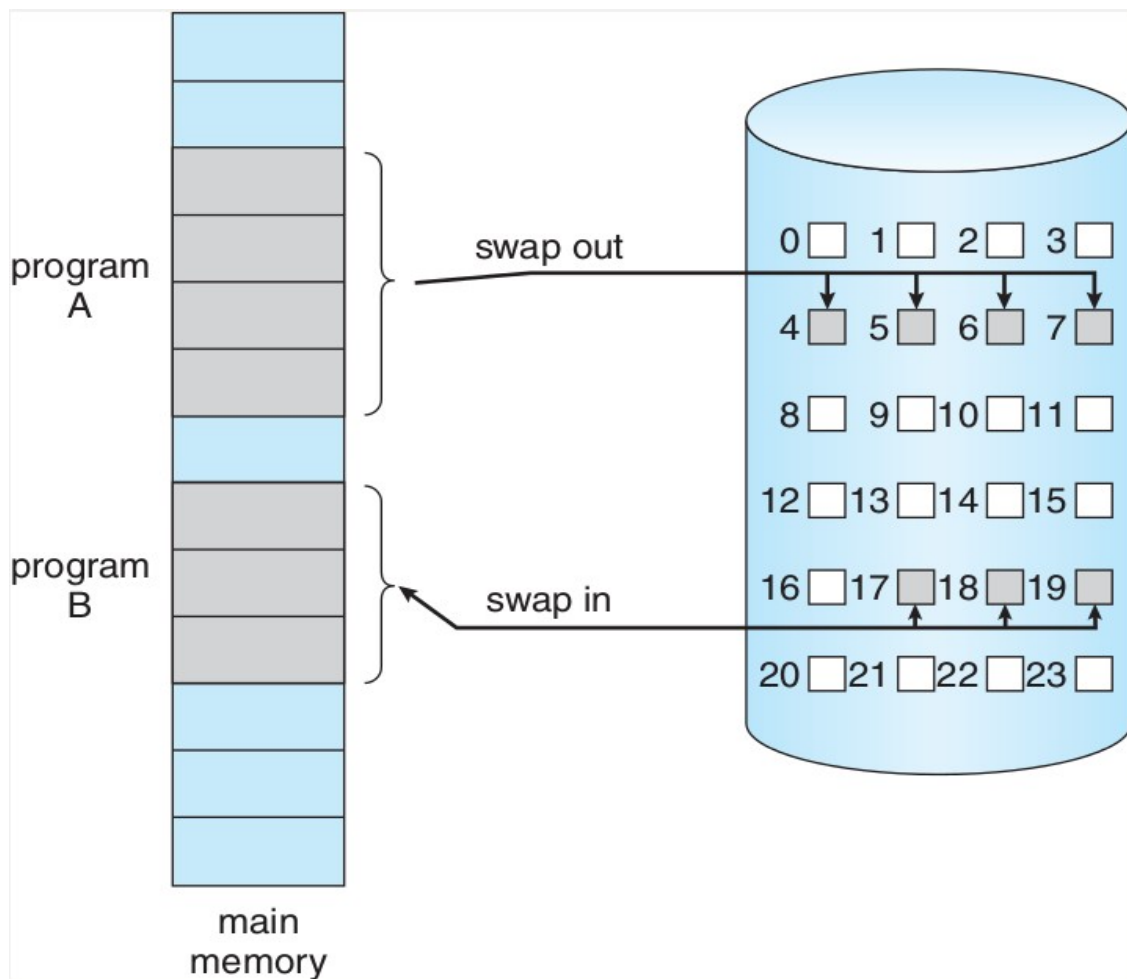 program
A
swap out
0 1 2 3
4 5 6 7
8 9 10 11
12 13 14 15
program
B
swap in
16 17 18 19
20 21 22 23
main
memory